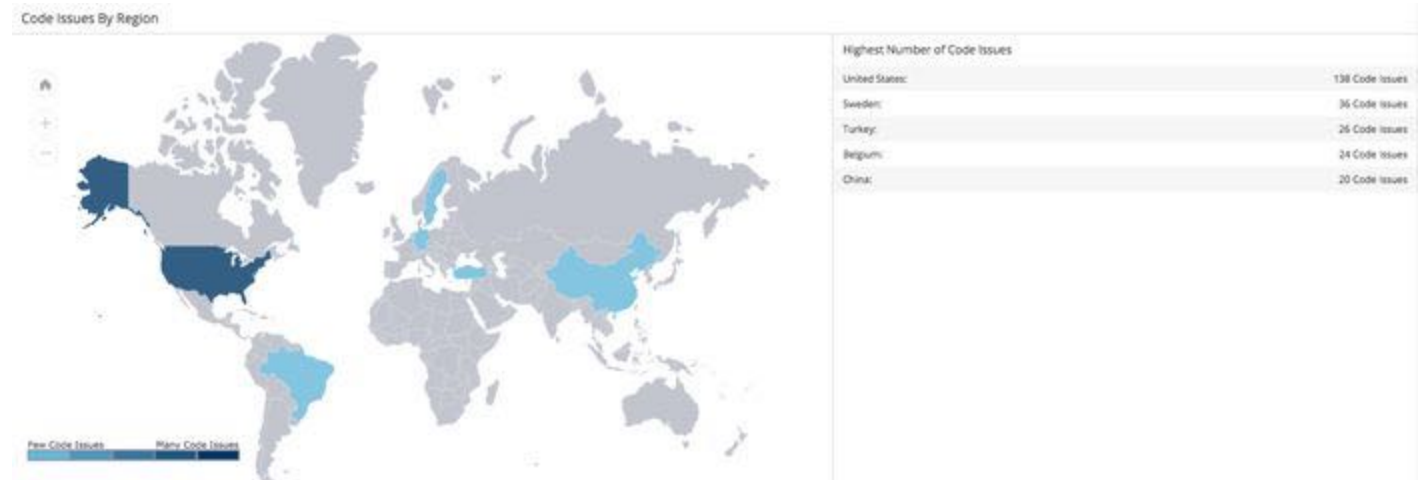 Code Issues By Region
Highest Number of Code Issues
United States: 138 Code Issues
Sweden: 36 Code Issues
Turkey: 26 Code Issues
Belgium: 24 Code Issues
China: 20 Code Issues
Few Code Issues Many Code Issues